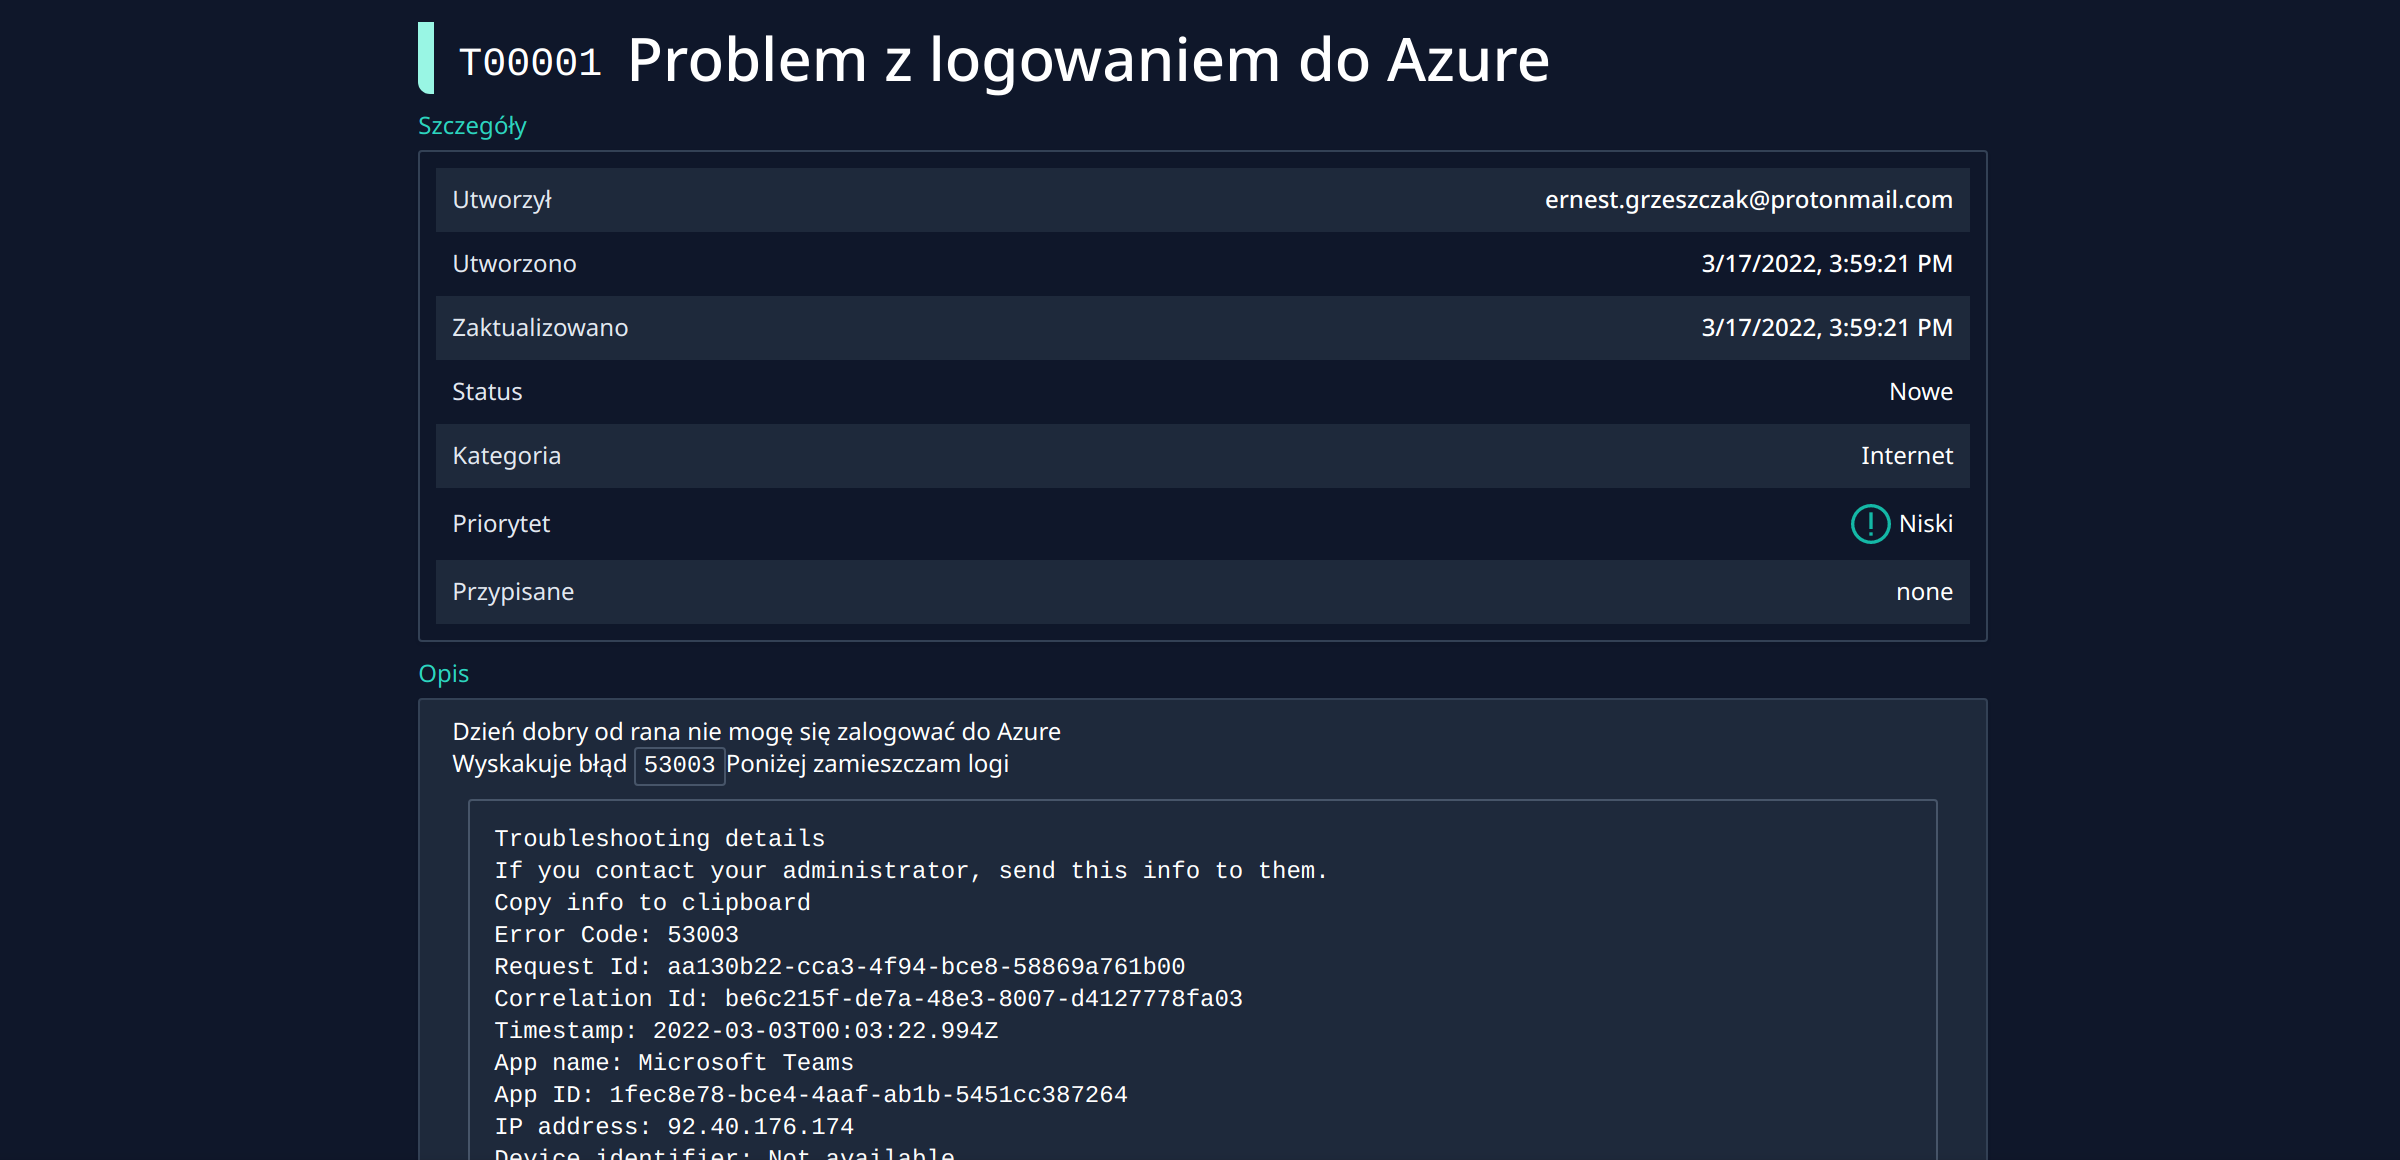 T00001 Problem z logowaniem do Azure
Szczegóły
Utworzył ernest.grzeszczak@protonmail.com
Utworzono 3/17/2022, 3:59:21 PM
Zaktualizowano 3/17/2022, 3:59:21 PM
Status Nowe
Kategoria Internet
Priorytet Niski
Przypisane none
Opis
Dzień dobry od rana nie mogę się zalogować do Azure
Wyskakuje błąd 53003 Poniżej zamieszczam logi
Troubleshooting details
If you contact your administrator, send this info to them.
Copy info to clipboard
Error Code: 53003
Request Id: aa130b22-cca3-4f94-bce8-58869a761b00
Correlation Id: be6c215f-de7a-48e3-8007-d4127778fa03
Timestamp: 2022-03-03T00:03:22.994Z
App name: Microsoft Teams
App ID: 1fec8e78-bce4-4aaf-ab1b-5451cc387264
IP address: 92.40.176.174
Device identifier: Not available